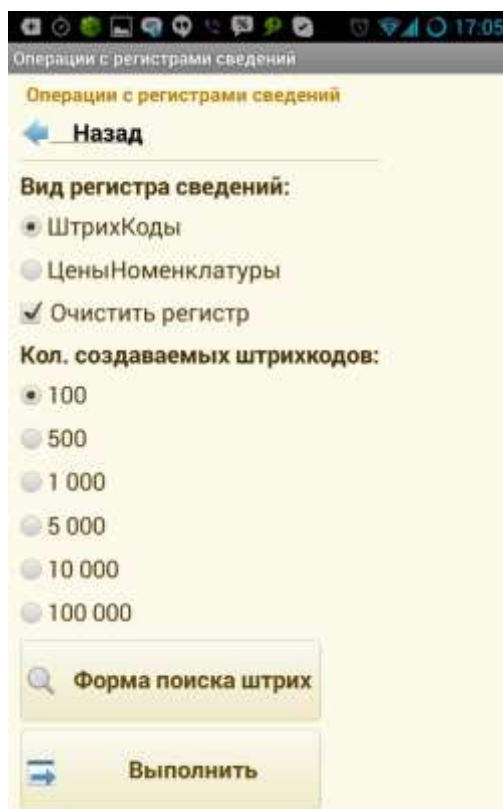 17:05
Операции с регистрами сведений
Операции с регистрами сведений
Назад
Вид регистра сведений:
ШтрихКоды
ЦеныНоменклатуры
Очистить регистр
Кол. создаваемых штрихкодов:
100
500
1 000
5 000
10 000
100 000
Форма поиска штрих
Выполнить